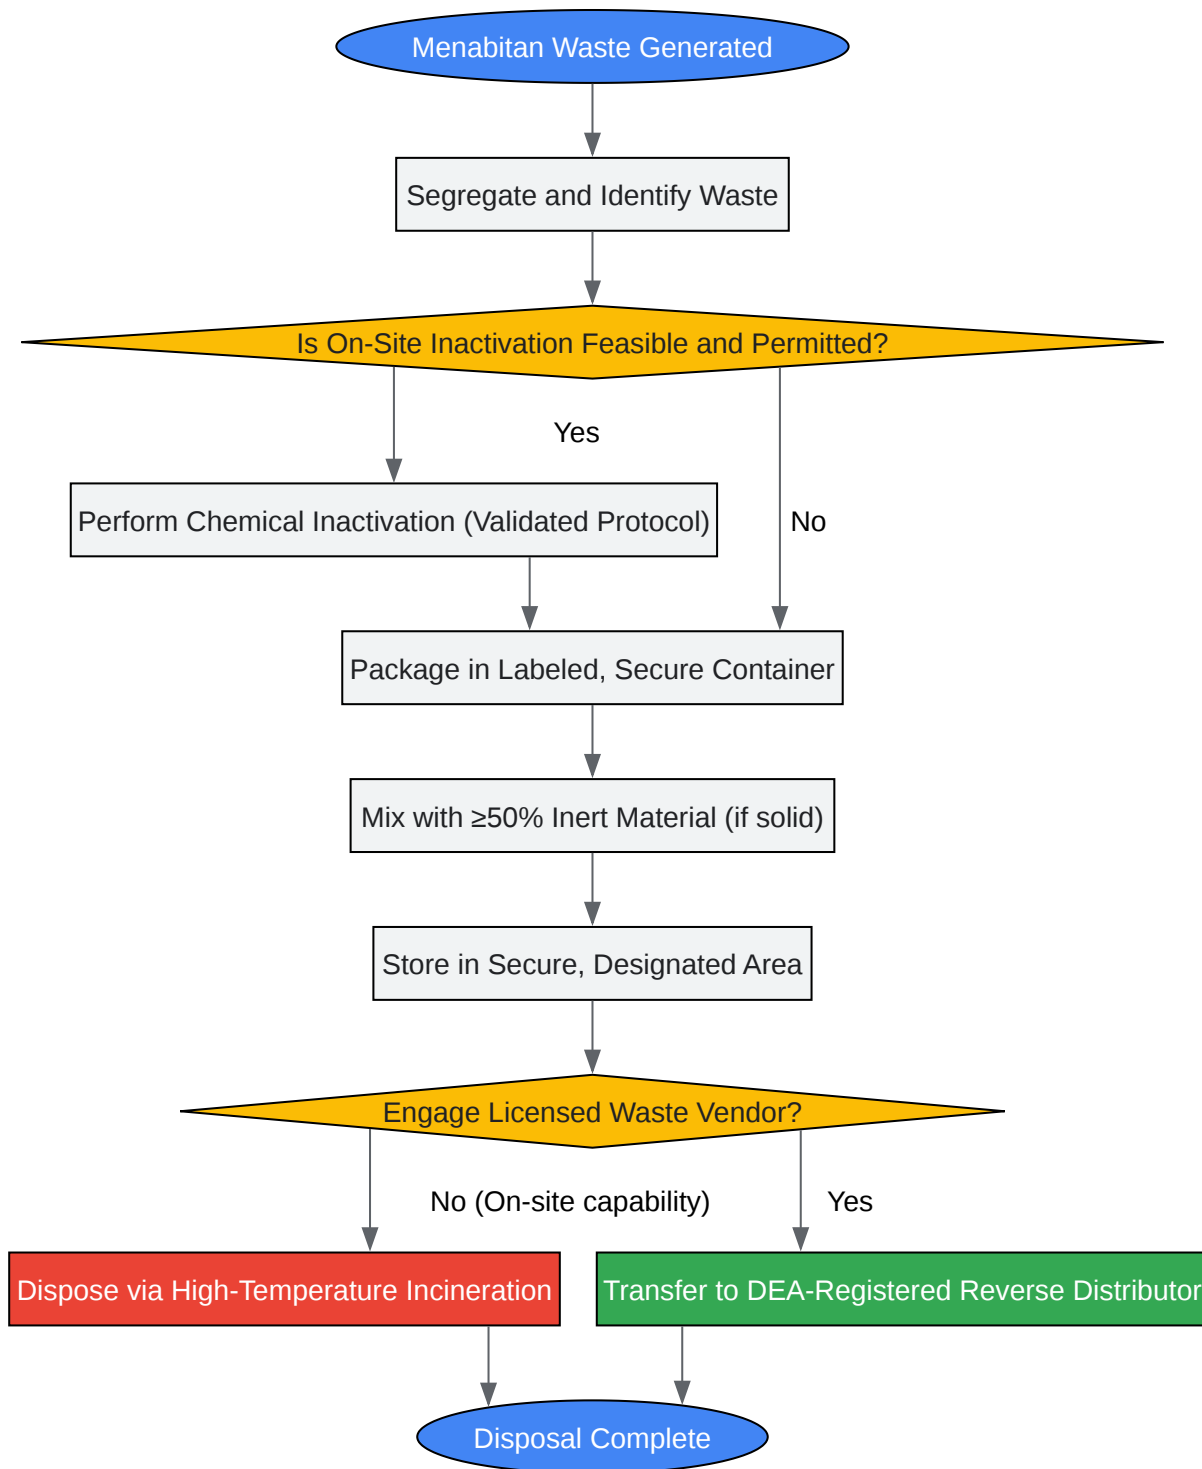 Menabitan Waste Generated
Segregate and Identify Waste
Is On-Site Inactivation Feasible and Permitted?
Yes
Perform Chemical Inactivation (Validated Protocol)
No
Package in Labeled, Secure Container
Mix with ≥50% Inert Material (if solid)
Store in Secure, Designated Area
Engage Licensed Waste Vendor?
No (On-site capability)
Yes
Dispose via High-Temperature Incineration
Transfer to DEA-Registered Reverse Distributor
Disposal Complete